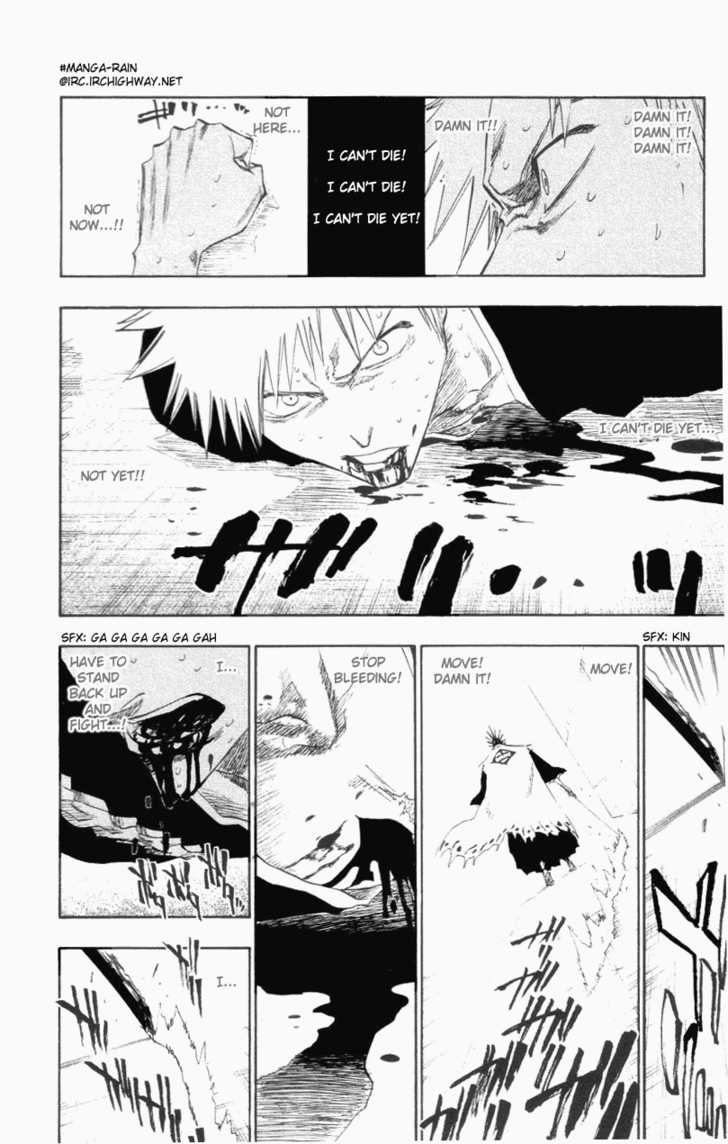 #MANGA-RAIN
@IRC.IRCHIGHWAY.NET
DAMN IT!
DAMN IT!
DAMN IT!
DAMN IT!!
I CAN'T DIE!
I CAN'T DIE!
I CAN'T DIE YET!
NOT
HERE...
NOT
NOW...!!
I CAN'T DIE YET...
NOT YET!!
SFX: KIN
SFX: GA GA GA GA GA GAH
MOVE!
MOVE!
DAMN IT!
STOP
BLEEDING!
I...
HAVE TO
STAND
BACK UP
AND
FIGHT...!
I...